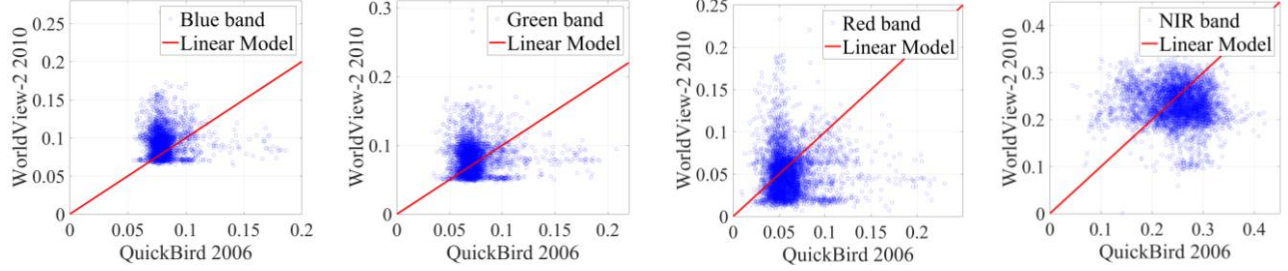 WorldView-2 2010
0.25
0.2
0.15
0.1
0.05
0
Blue band
Linear Model
0 0.05 0.1 0.15 0.2
QuickBird 2006
WorldView-2 2010
0.3
0.2
0.1
0
Green band
Linear Model
0 0.05 0.1 0.15 0.2
QuickBird 2006
WorldView-2 2010
0.25
0.2
0.15
0.1
0.05
0
Red band
Linear Model
0 0.05 0.1 0.15 0.2
QuickBird 2006
WorldView-2 2010
0.4
0.3
0.2
0.1
0
NIR band
Linear Model
0 0.1 0.2 0.3 0.4
QuickBird 2006